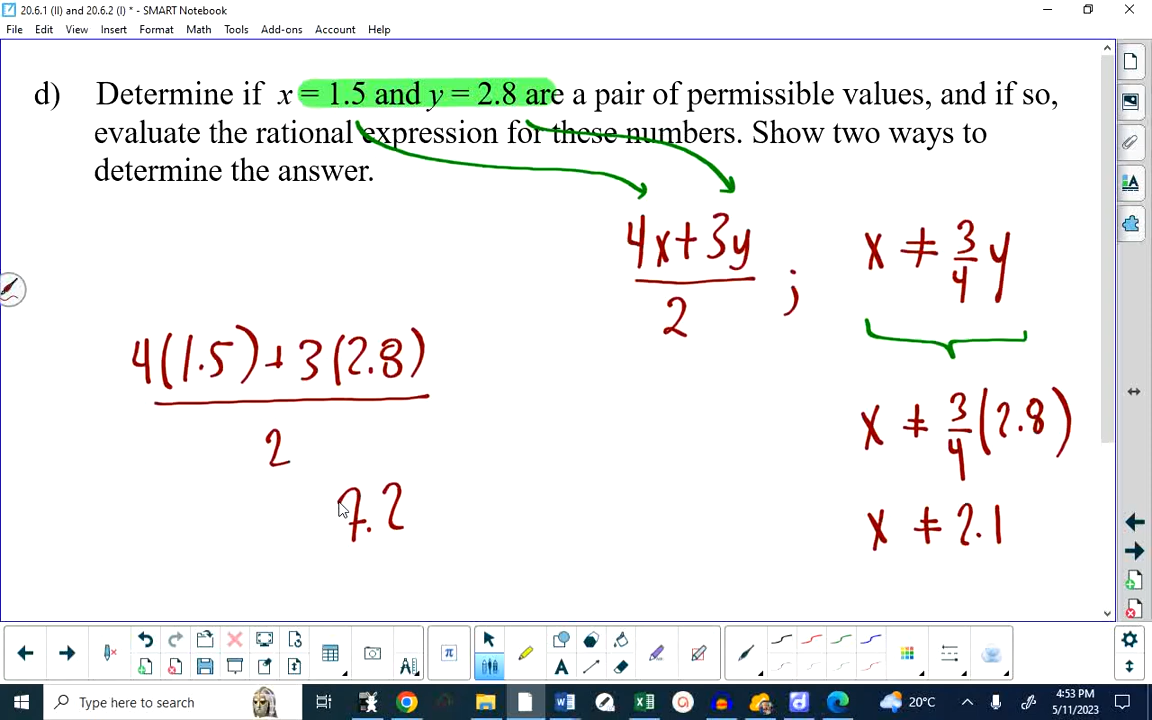 20.6.1 (II) and 20.6.2 (I) * - SMART Notebook
File Edit View Insert Format Math Tools Add-ons Account Help
d) Determine if x = 1.5 and y = 2.8 are a pair of permissible values, and if so,
evaluate the rational expression for these numbers. Show two ways to
determine the answer.
4x+3y
2
; x ≠ 3/4 y
4(1.5)+3(2.8)
2
x ≠ 3/4 (2.8)
7.2
x ≠ 2.1
π
A
Type here to search
20°C
4:53 PM
5/11/2023